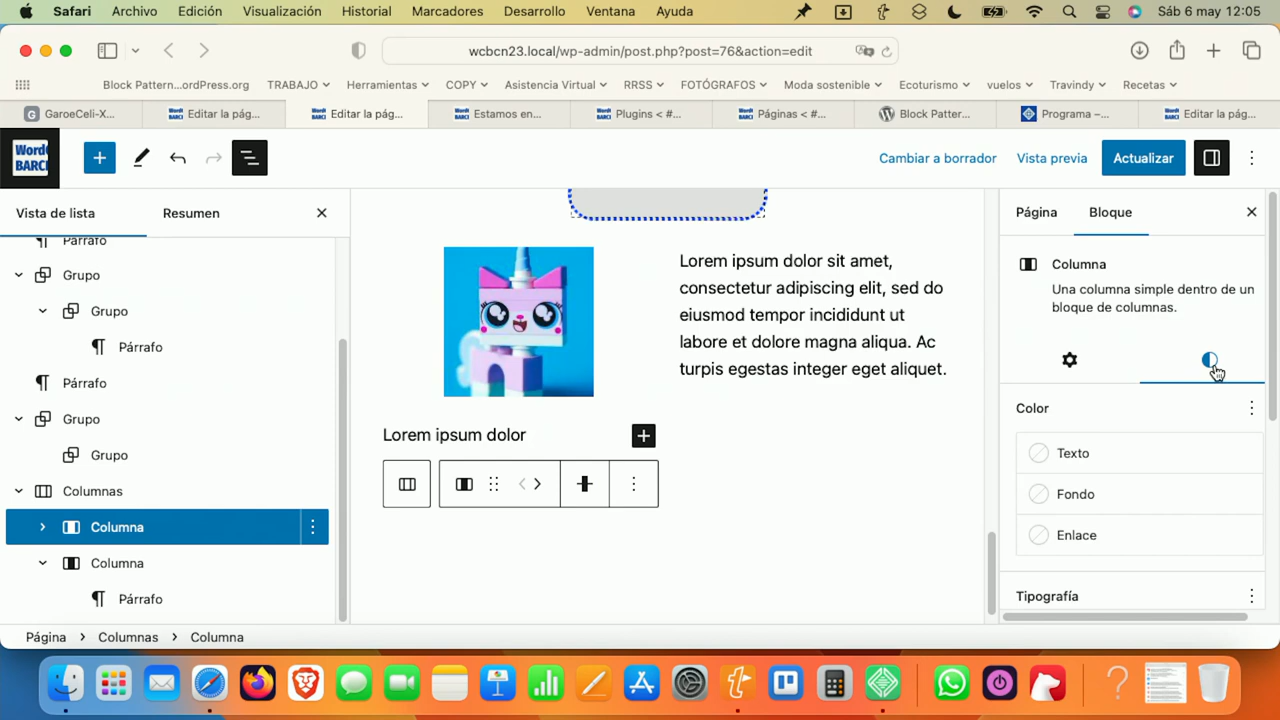 Safari Archivo Edición Visualización Historial Marcadores Desarrollo Ventana Ayuda Sáb 6 may 12:05
wcbcn23.local/wp-admin/post.php?post=76&action=edit
Block Pattern...ordPress.org TRABAJO Herramientas COPY Asistencia Virtual RRSS FOTÓGRAFOS Moda sostenible Ecoturismo vuelos Travindy Recetas
G GaroeCeli-X... Editar la pág... Editar la pág... Estamos en... Plugins < #... Páginas < #... Block Patter... Programa –... Editar la pág...
Word
BARC
Cambiar a borrador Vista previa Actualizar
Vista de lista Resumen
Párrafo
Grupo
Grupo
Párrafo
Párrafo
Grupo
Grupo
Columnas
Columna
Columna
Párrafo
Lorem ipsum dolor sit amet,
consectetur adipiscing elit, sed do
eiusmod tempor incididunt ut
labore et dolore magna aliqua. Ac
turpis egestas integer eget aliquet.
Lorem ipsum dolor
Página Bloque
Columna
Una columna simple dentro de un
bloque de columnas.
Color
Texto
Fondo
Enlace
Tipografía
Página > Columnas > Columna